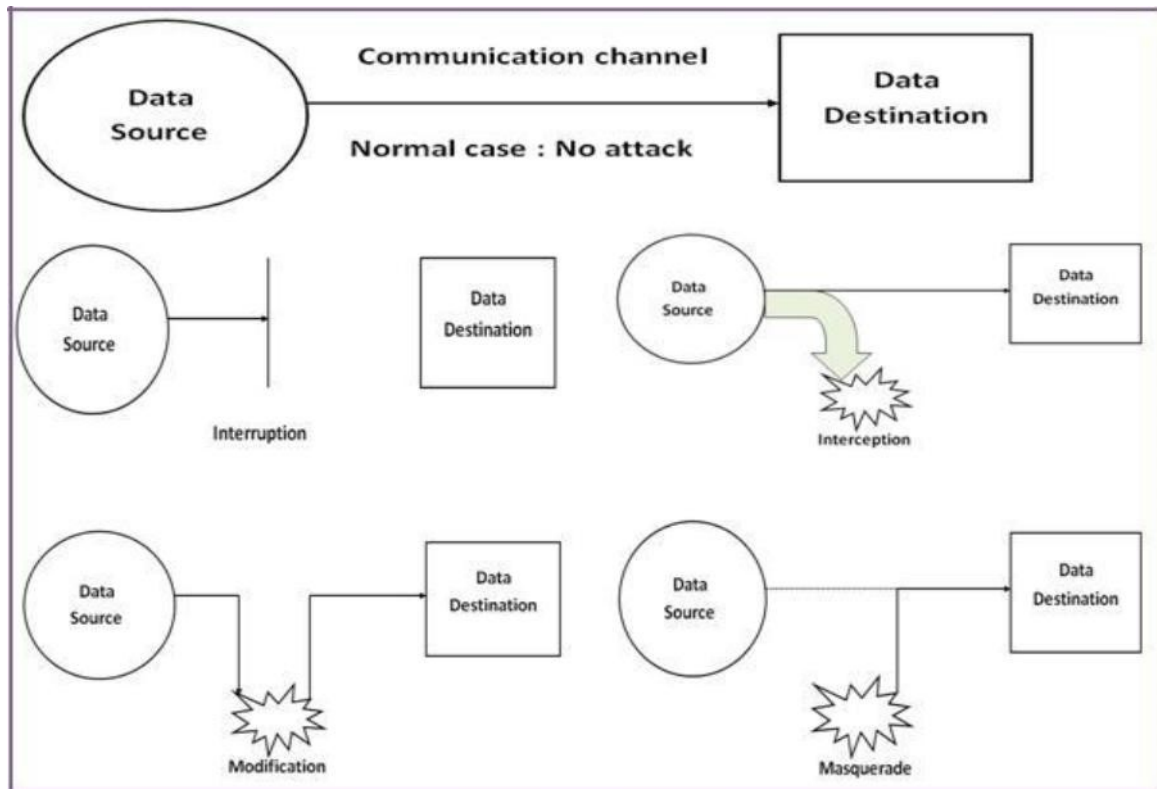 Data
Source
Communication channel
Normal case : No attack
Data
Destination
Data
Source
Interruption
Data
Destination
Data
Source
Interception
Data
Destination
Data
Source
Modification
Data
Destination
Data
Source
Masquerade
Data
Destination